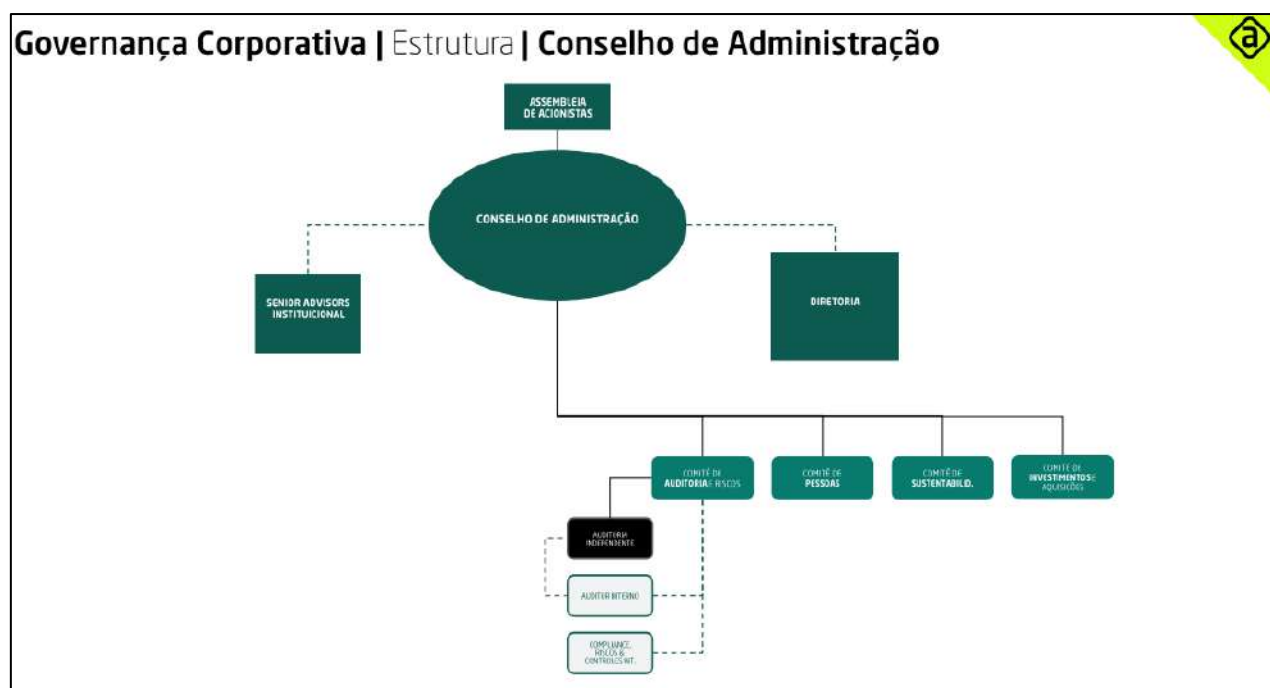 Governança Corporativa | Estrutura | Conselho de Administração
a
ASSEMBLEIA
DE ACIONISTAS
CONSELHO DE ADMINISTRAÇÃO
SENIOR ADVISORS
INSTITUICIONAL
DIRETORIA
COMITÊ DE
AUDITORIA E RISCOS
COMITÊ DE
PESSOAS
COMITÊ DE
SUSTENTABILID.
COMITÊ DE
INVESTIMENTOS E
AQUISIÇÕES
AUDITORIA
INDEPENDENTE
AUDITOR INTERNO
COMPLIANCE,
RISCOS &
CONTROLES INT.